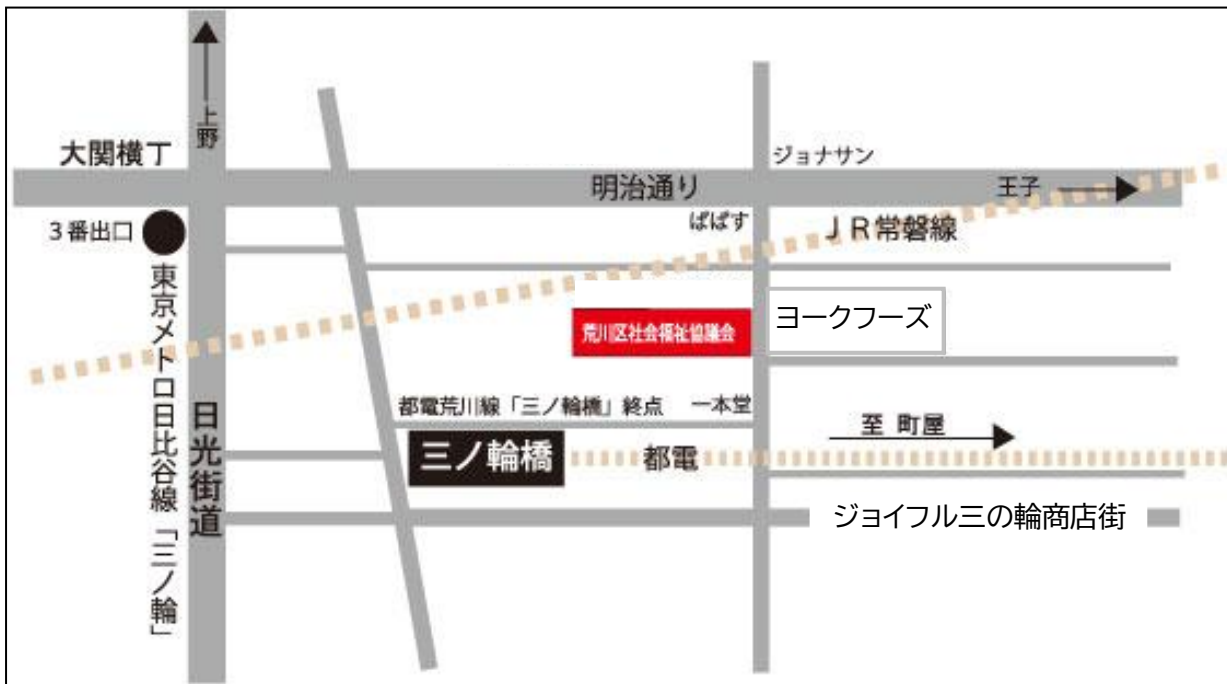 上野
大関横丁
ジョナサン
明治通り
王子
3番出口
ぱぱす
JR常磐線
東京メトロ日比谷線「三ノ輪」
荒川区社会福祉協議会
ヨークフーズ
日光街道
都電荒川線「三ノ輪橋」終点
一本堂
至 町屋
三ノ輪橋
都電
ジョイフル三の輪商店街